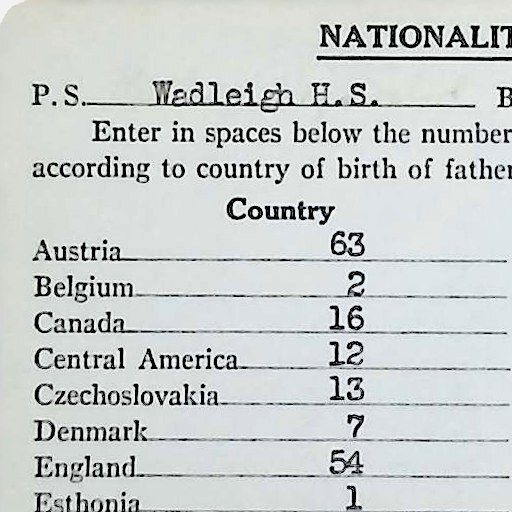 NATIONALIT
P. S. Wadleigh H.S. B
Enter in spaces below the number
according to country of birth of father
Country
Austria 63
Belgium 2
Canada 16
Central America 12
Czechoslovakia 13
Denmark 7
England 54
Esthonia 1